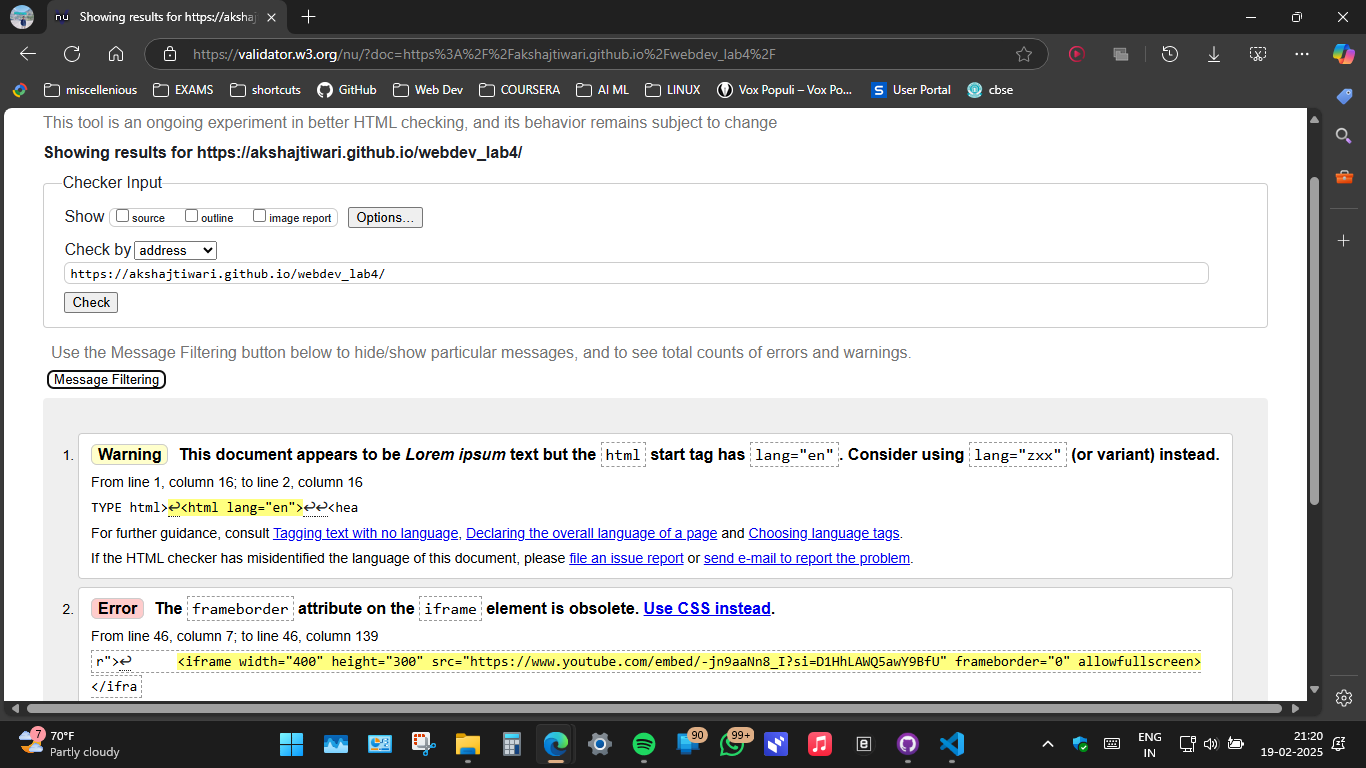 nu Showing results for https://aksha
https://validator.w3.org/nu/?doc=https%3A%2F%2Fakshajtiwari.github.io%2Fwebdev_lab4%2F
miscellenious EXAMS shortcuts GitHub Web Dev COURSERA AI ML LINUX Vox Populi – Vox Po... S User Portal cbse
This tool is an ongoing experiment in better HTML checking, and its behavior remains subject to change
Showing results for https://akshajtiwari.github.io/webdev_lab4/
Checker Input
Show source outline image report Options...
Check by address
https://akshajtiwari.github.io/webdev_lab4/
Check
Use the Message Filtering button below to hide/show particular messages, and to see total counts of errors and warnings.
Message Filtering
1. Warning This document appears to be Lorem ipsum text but the html start tag has lang="en". Consider using lang="zxx" (or variant) instead.
From line 1, column 16; to line 2, column 16
TYPE html>↩<html lang="en">↩↩<hea
For further guidance, consult Tagging text with no language, Declaring the overall language of a page and Choosing language tags.
If the HTML checker has misidentified the language of this document, please file an issue report or send e-mail to report the problem.
2. Error The frameborder attribute on the iframe element is obsolete. Use CSS instead.
From line 46, column 7; to line 46, column 139
r">↩ <iframe width="400" height="300" src="https://www.youtube.com/embed/-jn9aaNn8_I?si=D1HhLAWQ5awY9BfU" frameborder="0" allowfullscreen>
</ifra
7 70°F
Partly cloudy
90
99+
ENG
IN
21:20
19-02-2025